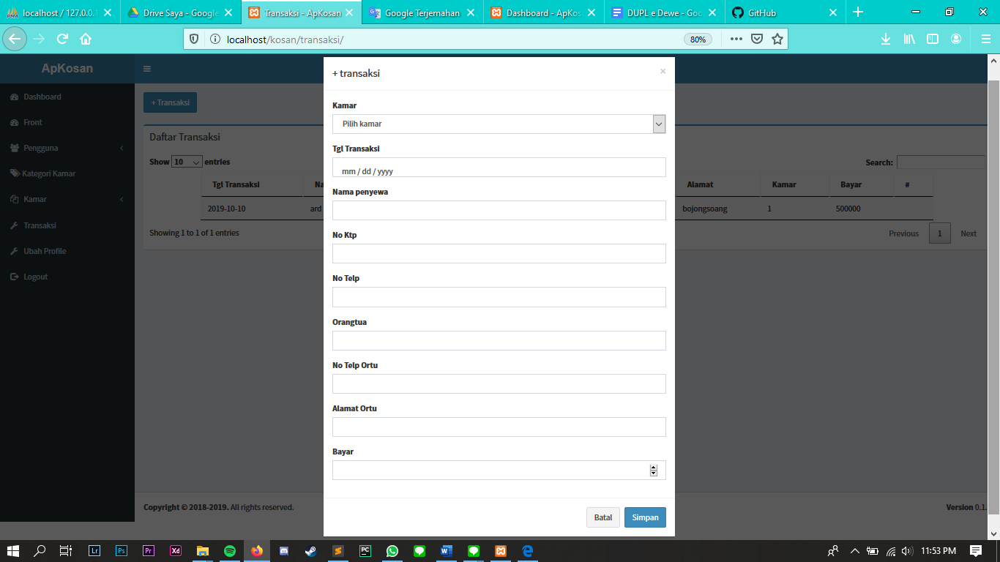 localhost / 127.0.0.1
Drive Saya - Google
Transaksi - ApKosan
Google Terjemahan
Dashboard - ApKos
DUPL e Dewe - Goo
GitHub
localhost/kosan/transaksi/
80%
ApKosan
Dashboard
Front
Pengguna
Kategori Kamar
Kamar
Transaksi
Ubah Profile
Logout
+ Transaksi
Daftar Transaksi
Show 10 entries
Search:
Tgl Transaksi Na Alamat Kamar Bayar #
2019-10-10 ard bojongsoang 1 500000
Showing 1 to 1 of 1 entries
Previous 1 Next
+ transaksi
×
Kamar
Pilih kamar
Tgl Transaksi
mm / dd / yyyy
Nama penyewa
No Ktp
No Telp
Orangtua
No Telp Ortu
Alamat Ortu
Bayar
Batal Simpan
Copyright © 2018-2019. All rights reserved.
Version 0.1.
Lr Ps Pr Xd PC W
11:53 PM